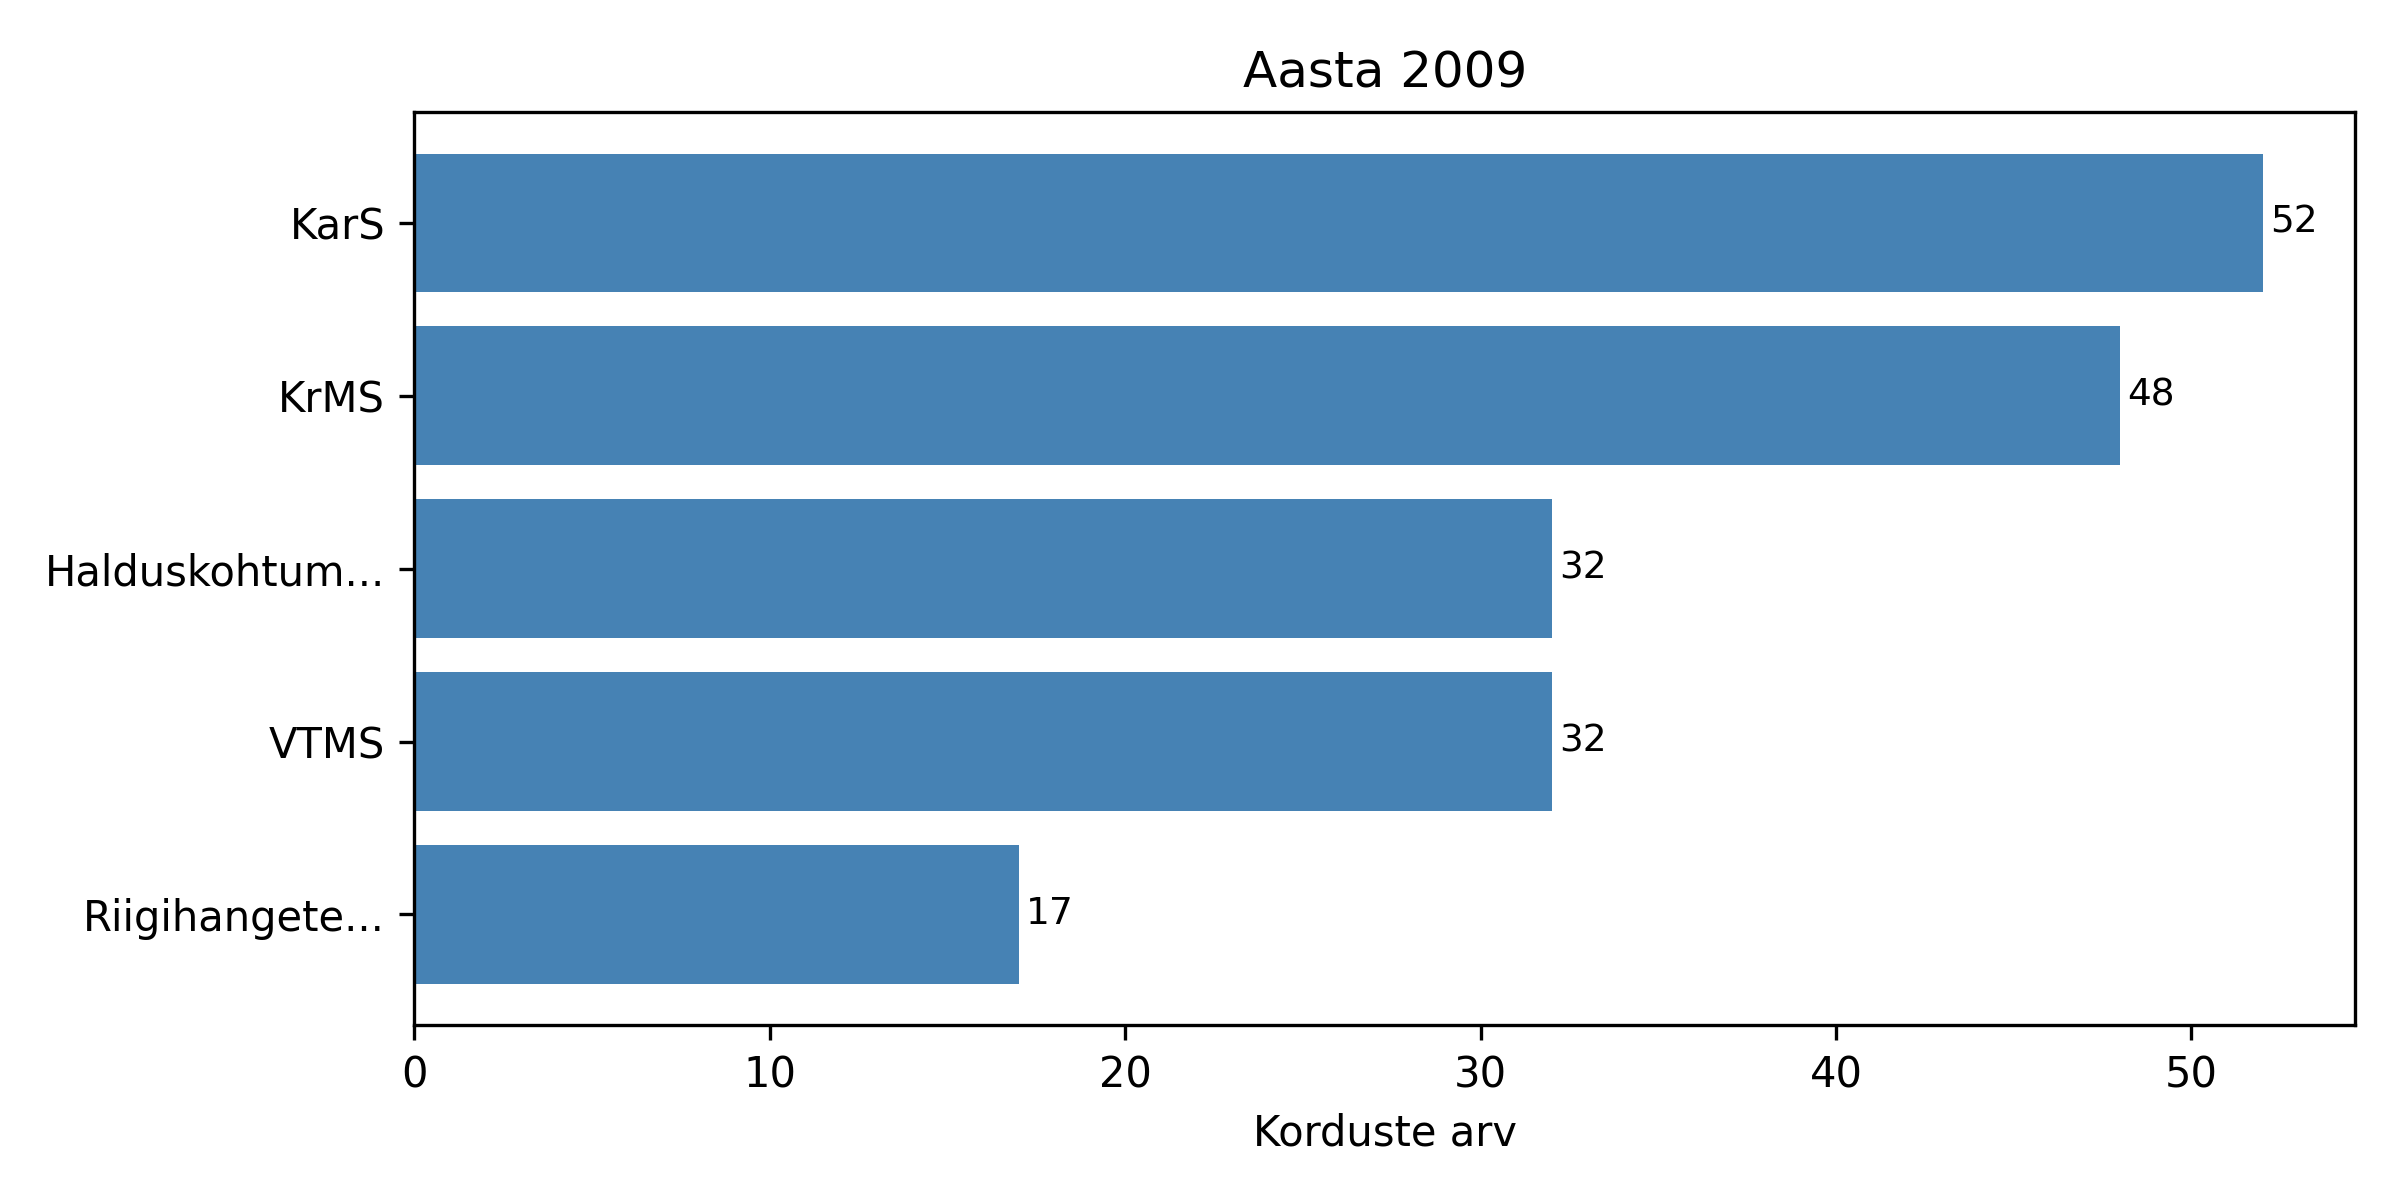 Aasta 2009
KarS
52
KrMS
48
Halduskohtum...
32
VTMS
32
Riigihangete...
17
0 10 20 30 40 50
Korduste arv